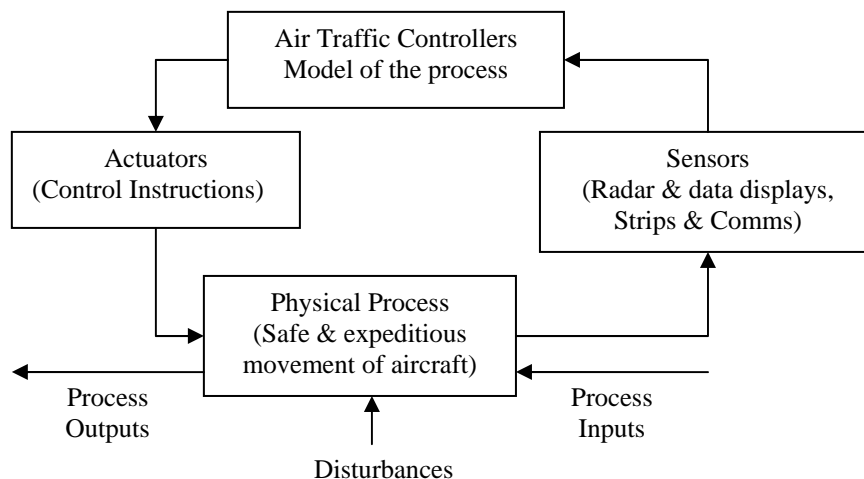 Air Traffic Controllers
Model of the process
Actuators
(Control Instructions)
Sensors
(Radar & data displays,
Strips & Comms)
Physical Process
(Safe & expeditious
movement of aircraft)
Process
Outputs
Process
Inputs
Disturbances